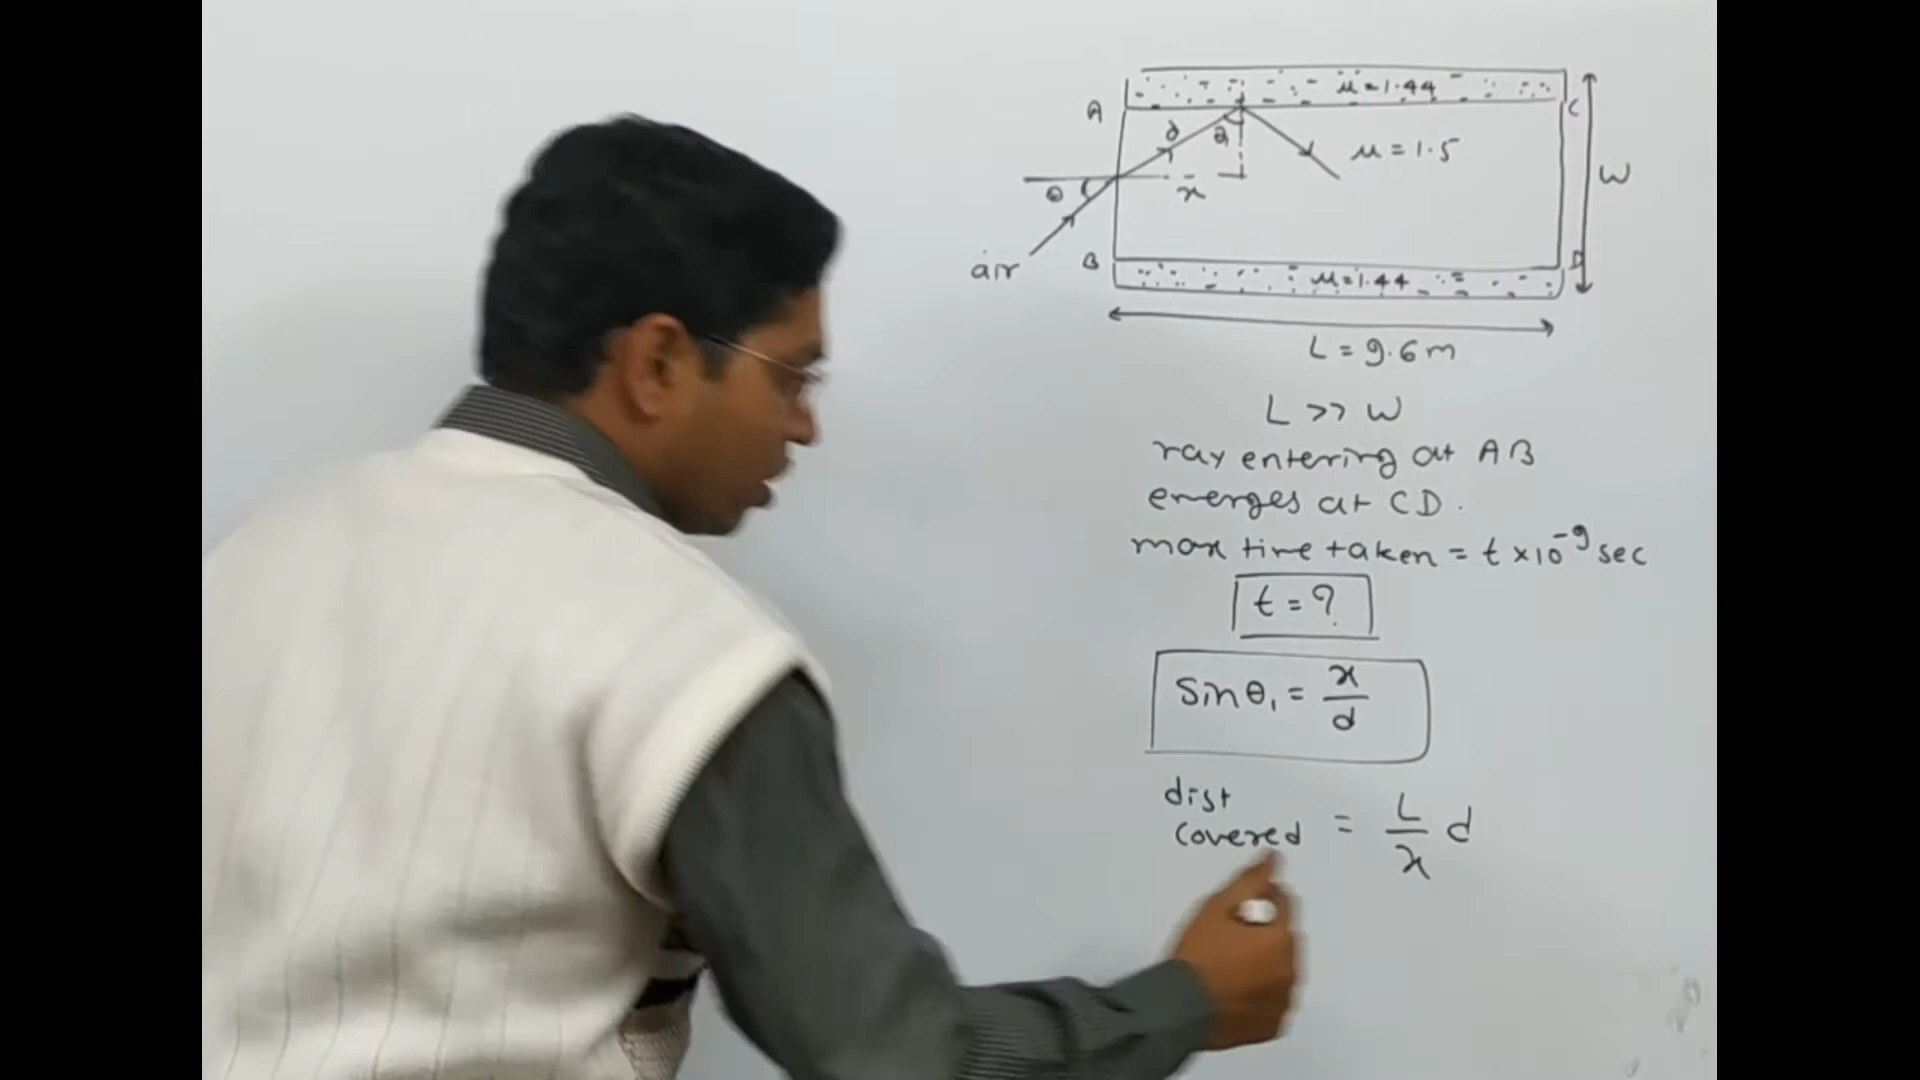 μ = 1.44
A
C
d
θ₁
μ = 1.5
W
θ
x
air
B
D
μ = 1.44
L = 9.6 m
L >> W
ray entering at AB
emerges at CD.
max time taken = t × 10⁻⁹ sec
t = ?
sin θ₁ = x/d
dist
covered = L/x d